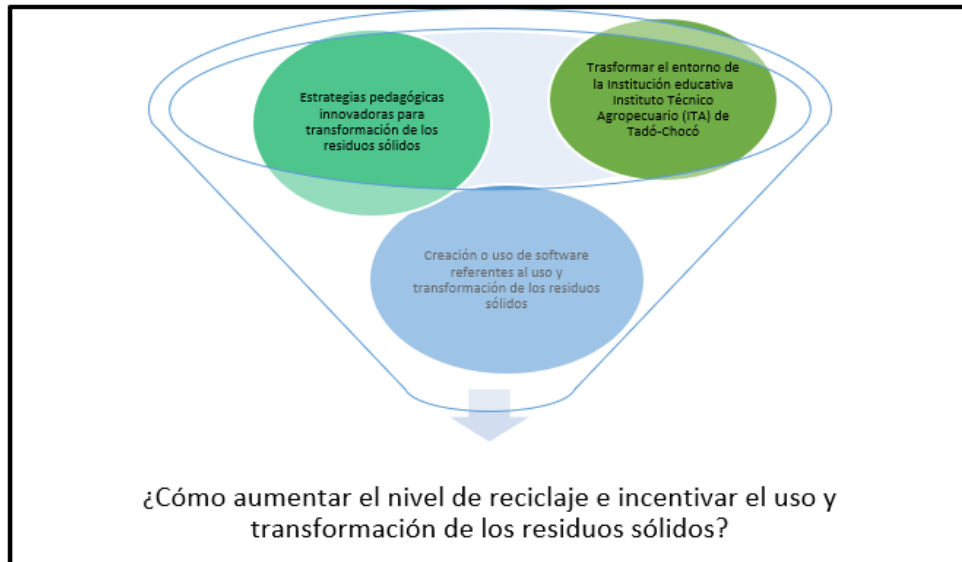 Estrategias pedagógicas
innovadoras para
transformación de los
residuos sólidos
Trasformar el entorno de
la Institución educativa
Instituto Técnico
Agropecuario (ITA) de
Tadó-Chocó
Creación o uso de software
referentes al uso y
transformación de los residuos
sólidos
¿Cómo aumentar el nivel de reciclaje e incentivar el uso y
transformación de los residuos sólidos?